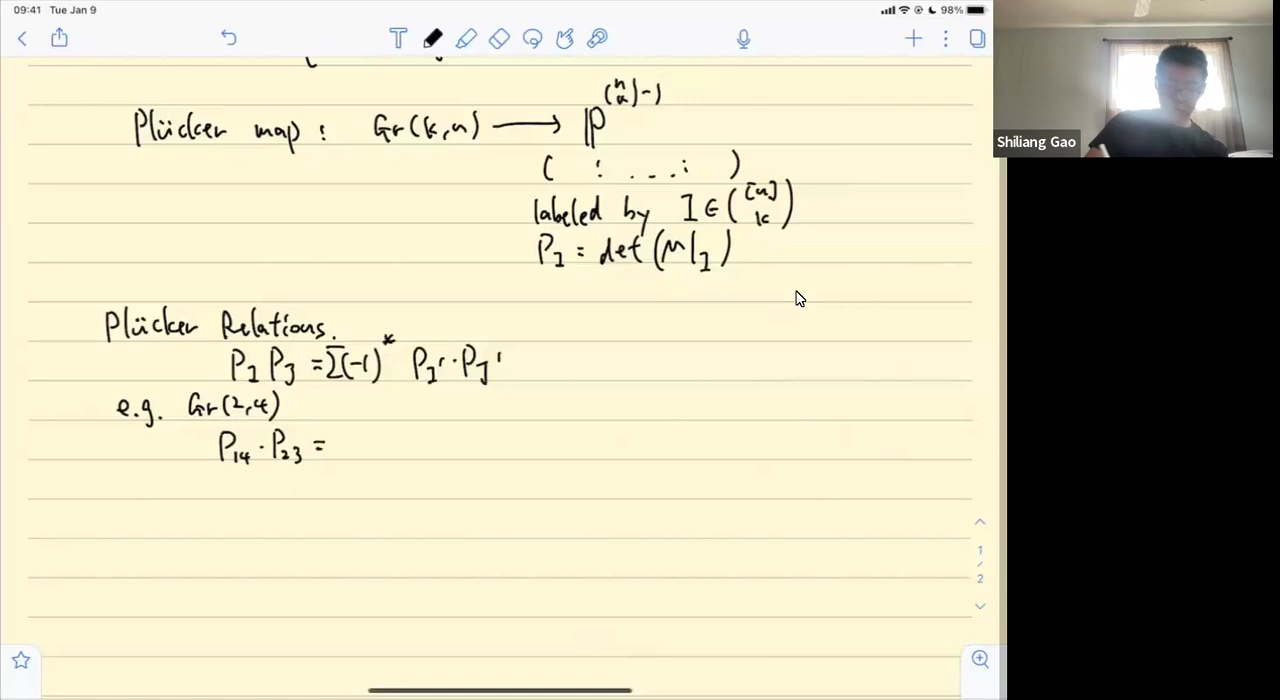 09:41 Tue Jan 9
98%
Plücker map : Gr(k,n) ⟶ ℙ^{(n k)-1}
( : ... : )
labeled by I ∈ ([n] k)
P_I = det (M|_I)
Shiliang Gao
Plücker Relations.
P_I P_J = Σ(-1)^* P_I' · P_J'
e.g. Gr(2,4)
P_14 · P_23 =
1
/
2